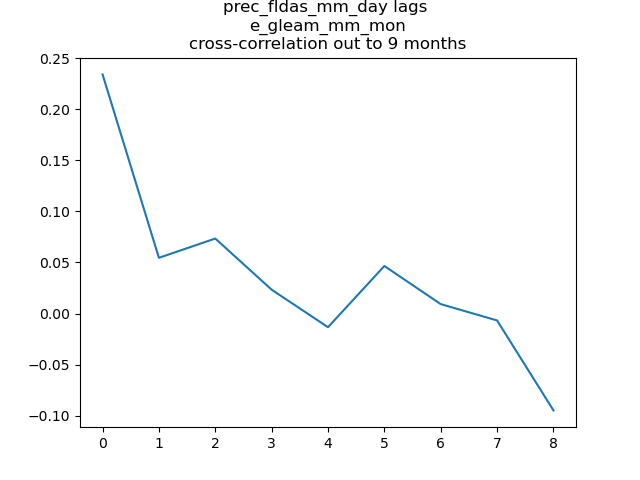 prec_fldas_mm_day lags
e_gleam_mm_mon
cross-correlation out to 9 months
0.25
0.20
0.15
0.10
0.05
0.00
−0.05
−0.10
0 1 2 3 4 5 6 7 8